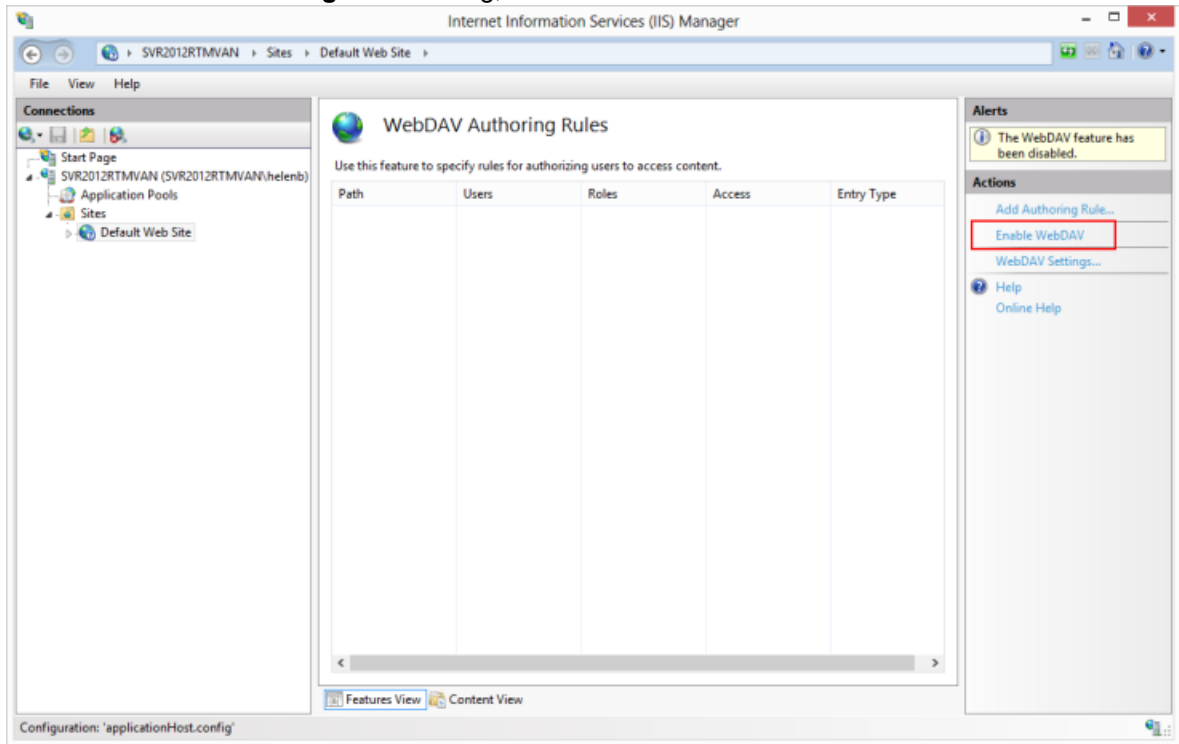 Internet Information Services (IIS) Manager
SVR2012RTMVAN Sites Default Web Site
File View Help
Connections
Start Page
SVR2012RTMVAN (SVR2012RTMVAN\helenb)
Application Pools
Sites
Default Web Site
WebDAV Authoring Rules
Use this feature to specify rules for authorizing users to access content.
Path Users Roles Access Entry Type
Features View Content View
Alerts
The WebDAV feature has
been disabled.
Actions
Add Authoring Rule...
Enable WebDAV
WebDAV Settings...
Help
Online Help
Configuration: 'applicationHost.config'